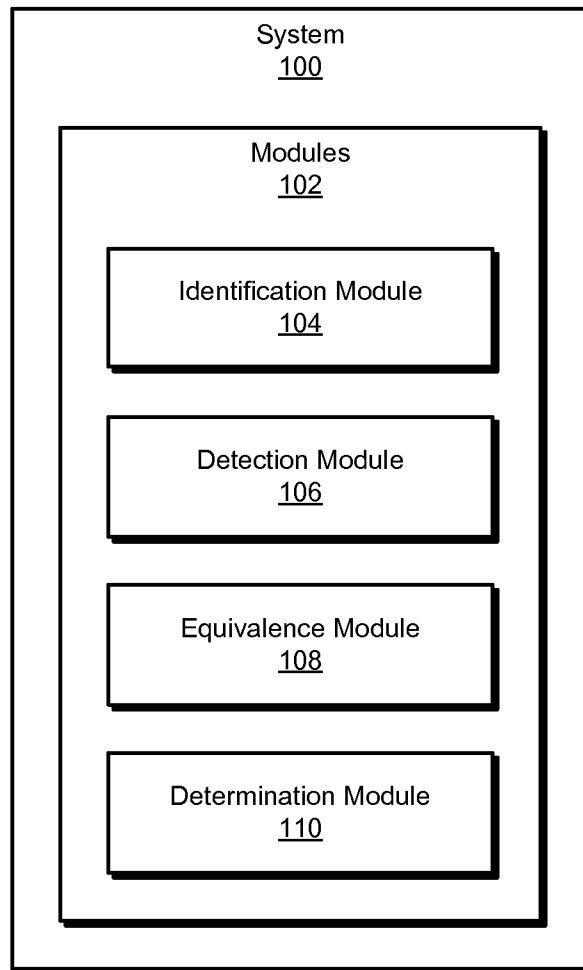 System
100
Modules
102
Identification Module
104
Detection Module
106
Equivalence Module
108
Determination Module
110